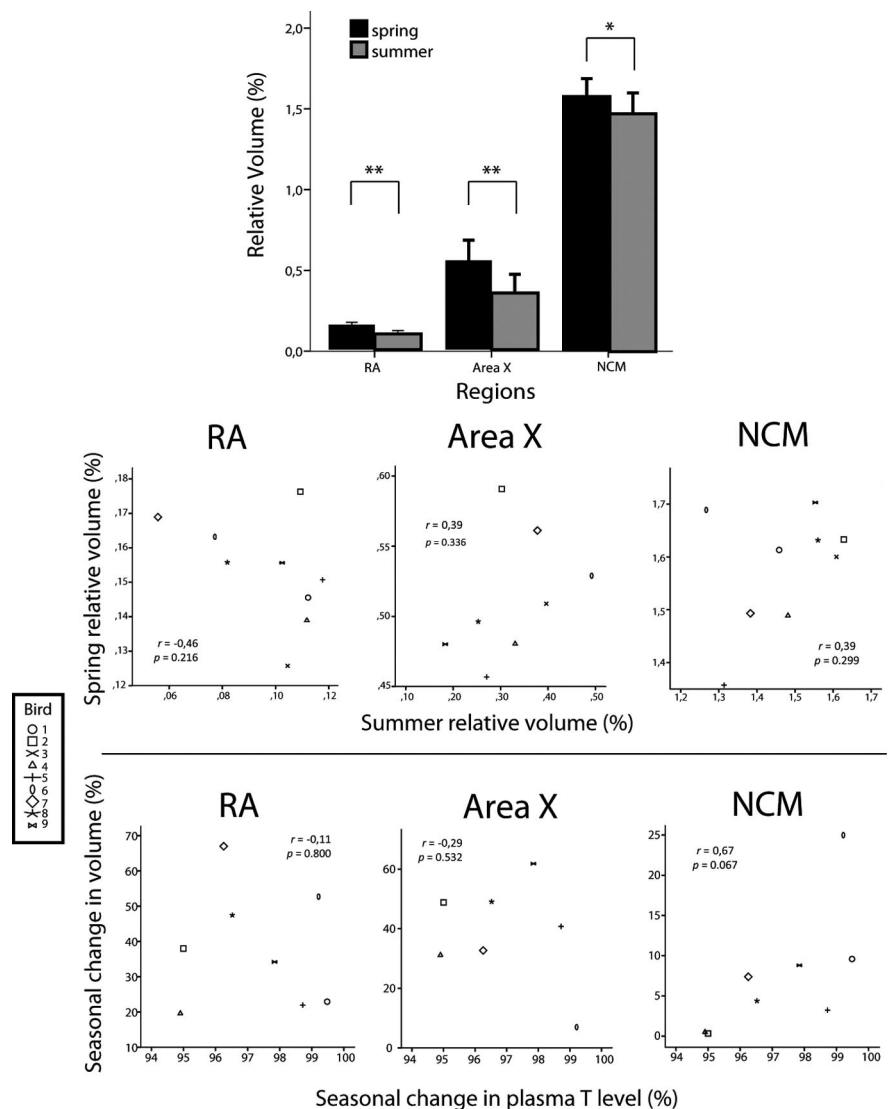 2,0
1,5
1,0
0,5
0,0
Relative Volume (%)
spring
summer
**
**
*
RA
Area X
NCM
Regions
RA
Area X
NCM
Spring relative volume (%)
,18
,17
,16
,15
,14
,13
,12
,06
,08
,10
,12
r = -0,46
p = 0.216
,60
,55
,50
,45
,10
,20
,30
,40
,50
r = 0,39
p = 0.336
1,7
1,6
1,5
1,4
1,2
1,3
1,4
1,5
1,6
1,7
r = 0,39
p = 0.299
Summer relative volume (%)
Bird
1
2
3
4
5
6
7
8
9
RA
Area X
NCM
Seasonal change in volume (%)
70
60
50
40
30
20
10
94
95
96
97
98
99
100
r = -0,11
p = 0.800
60
40
20
0
94
95
96
97
98
99
100
r = -0,29
p = 0.532
25
20
15
10
5
0
94
95
96
97
98
99
100
r = 0,67
p = 0.067
Seasonal change in plasma T level (%)